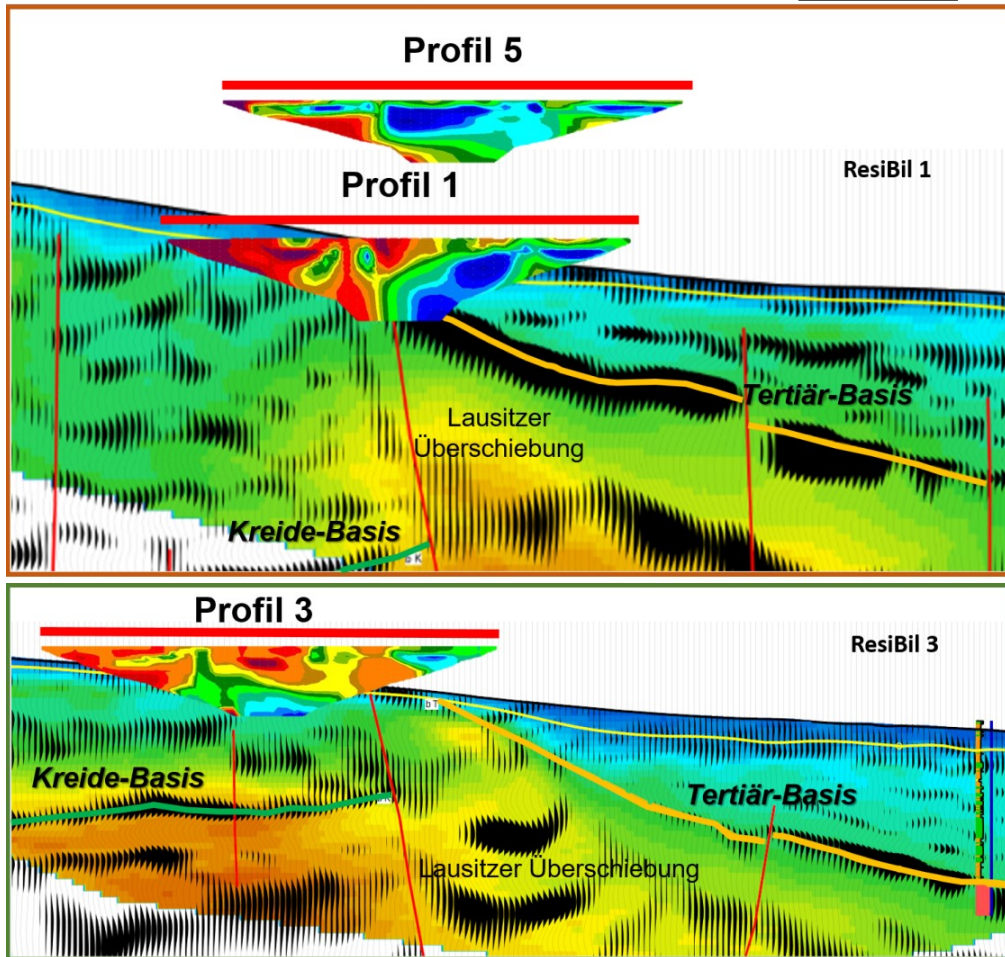 Profil 5
ResiBil 1
Profil 1
Tertiär-Basis
Lausitzer
Überschiebung
Kreide-Basis
b K
Profil 3
ResiBil 3
b T
Kreide-Basis
Tertiär-Basis
Lausitzer Überschiebung